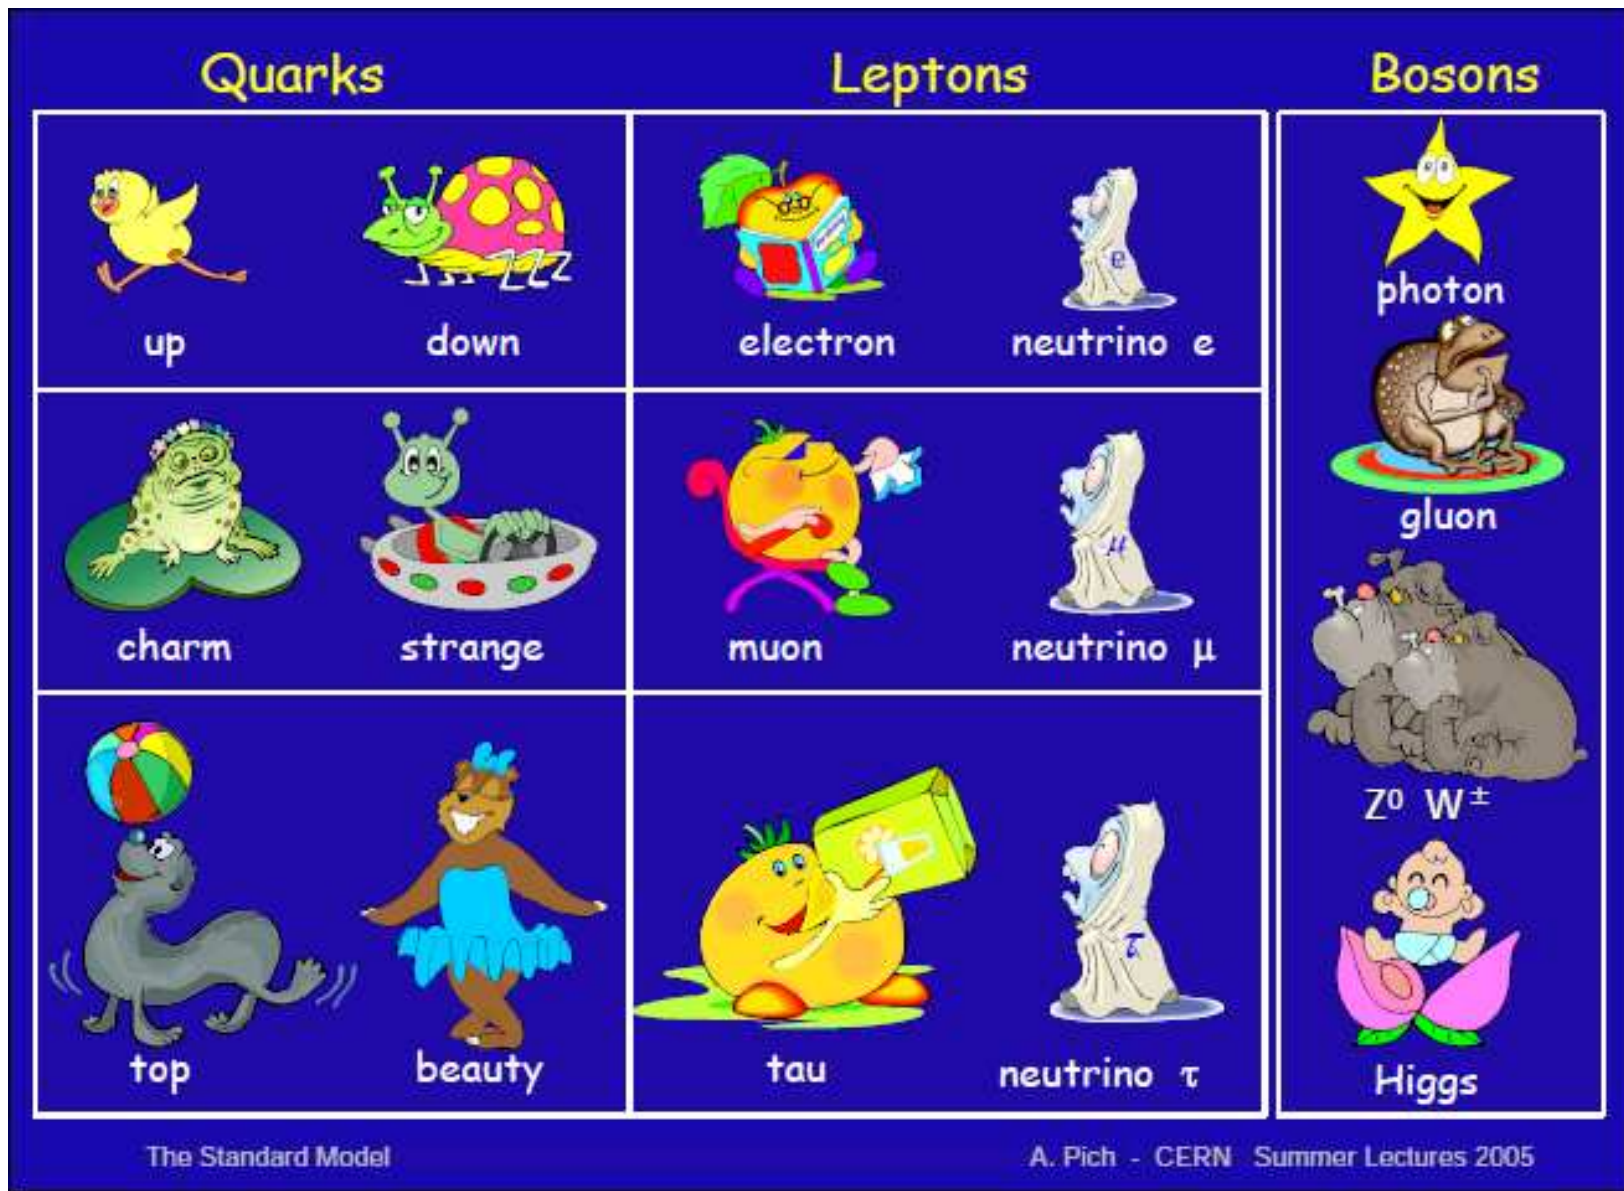 Quarks Leptons Bosons
up down electron neutrino e
e
photon
gluon
charm strange muon neutrino μ
μ
Z⁰ W±
top beauty tau neutrino τ
τ
Higgs
The Standard Model A. Pich - CERN Summer Lectures 2005